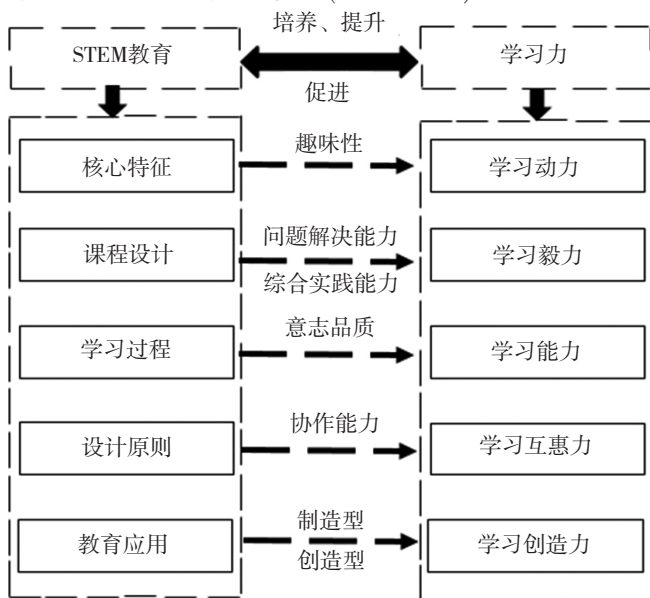 培养、提升
STEM教育
学习力
促进
核心特征
趣味性
学习动力
课程设计
问题解决能力
综合实践能力
学习毅力
学习过程
意志品质
学习能力
设计原则
协作能力
学习互惠力
教育应用
制造型
创造型
学习创造力